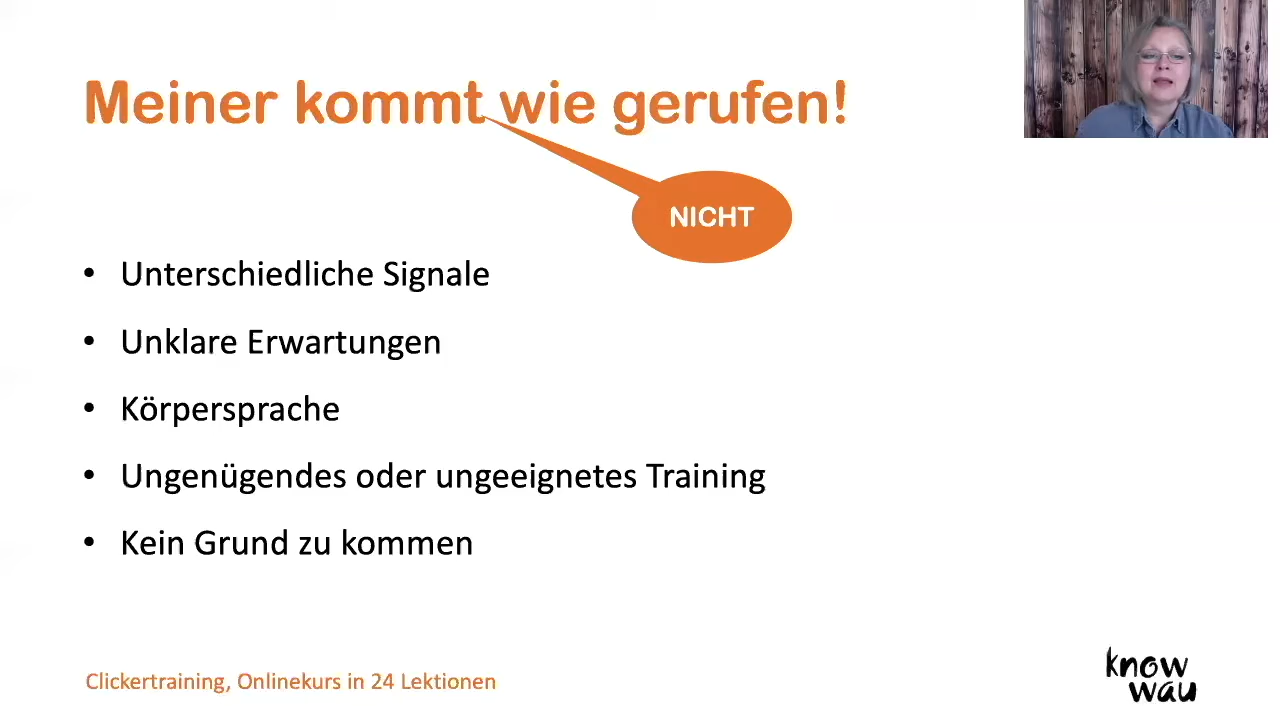 Meiner kommt wie gerufen!
NICHT
• Unterschiedliche Signale
• Unklare Erwartungen
• Körpersprache
• Ungenügendes oder ungeeignetes Training
• Kein Grund zu kommen
Clickertraining, Onlinekurs in 24 Lektionen
know
wau